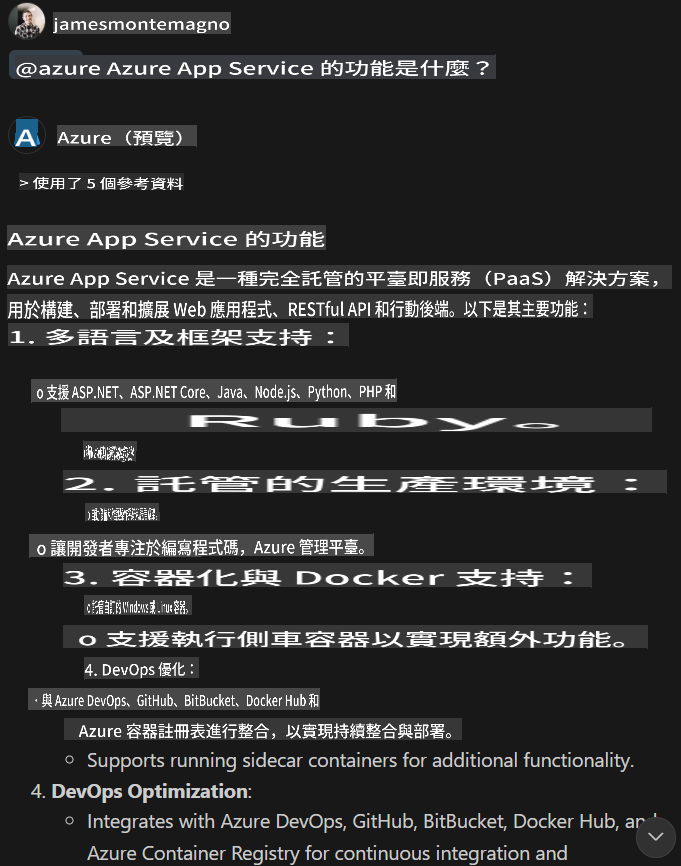 jamesmontemagno
@azure Azure App Service 的功能是什麼？
Azure（預覽）
> 使用了 5 個參考資料
Azure App Service 的功能
Azure App Service 是一種完全託管的平臺即服務（PaaS）解決方案，
用於構建、部署和擴展 Web 應用程式、RESTful API 和行動後端。以下是其主要功能：
1. 多語言及框架支持：
o 支援 ASP.NET、ASP.NET Core、Java、Node.js、Python、PHP 和
Ruby。
2. 託管的生產環境：
o 讓開發者專注於編寫程式碼，Azure 管理平臺。
3. 容器化與 Docker 支持：
Windows
o 支援執行側車容器以實現額外功能。
4. DevOps 優化：
· 與 Azure DevOps、GitHub、BitBucket、Docker Hub 和
Azure 容器註冊表進行整合，以實現持續整合與部署。
○ Supports running sidecar containers for additional functionality.
4. DevOps Optimization:
○ Integrates with Azure DevOps, GitHub, BitBucket, Docker Hub, and
Azure Container Registry for continuous integration and